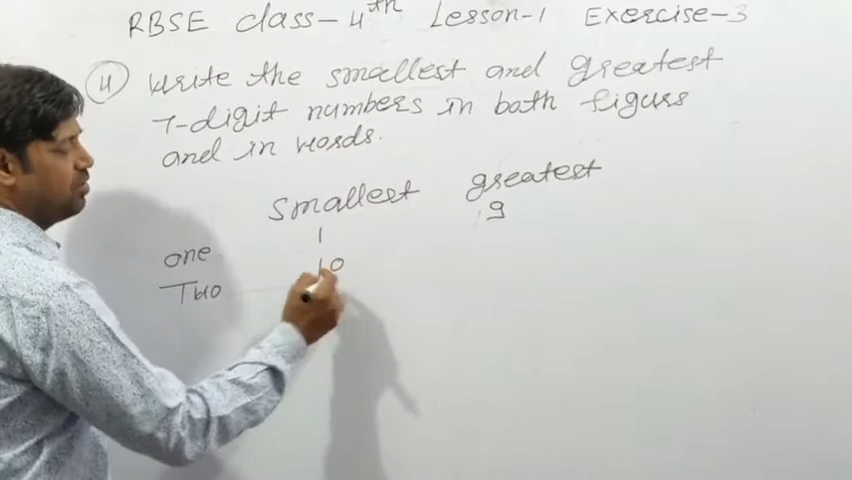 RBSE class-4th Lesson-1 Exercise-3
4 write the smallest and greatest
7-digit numbers in both figurs
and in words.
smallest greatest
1 9
one
10
Two